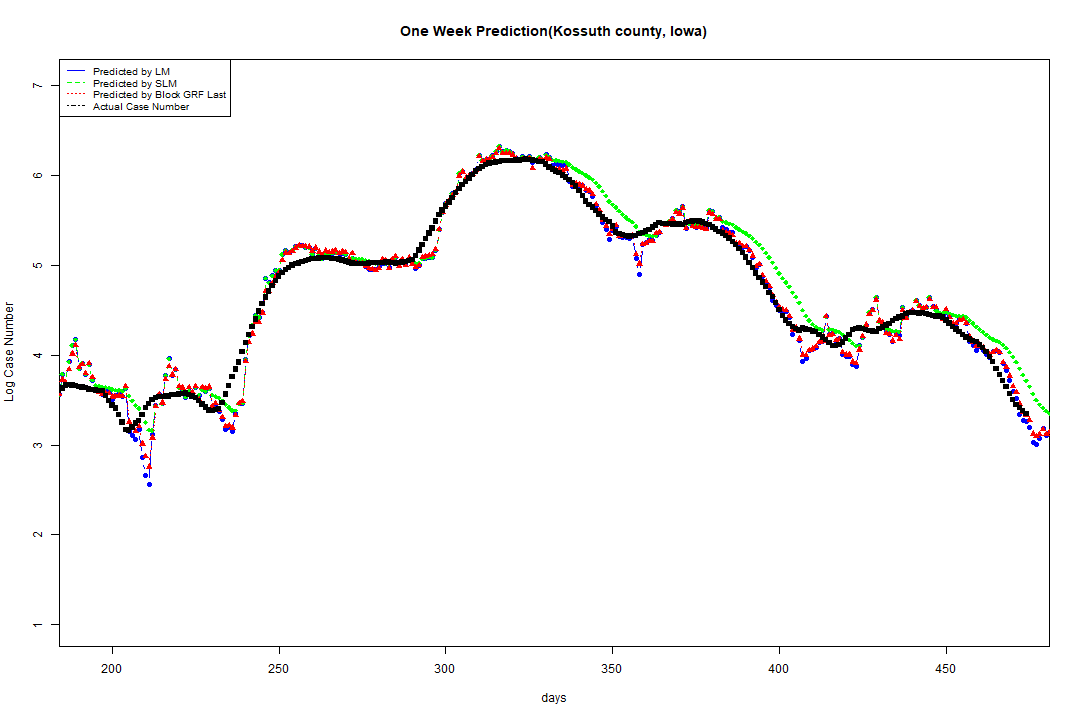 One Week Prediction(Kossuth county, Iowa)
Predicted by LM
Predicted by SLM
Predicted by Block GRF Last
Actual Case Number
7
6
5
4
3
2
1
Log Case Number
200 250 300 350 400 450
days